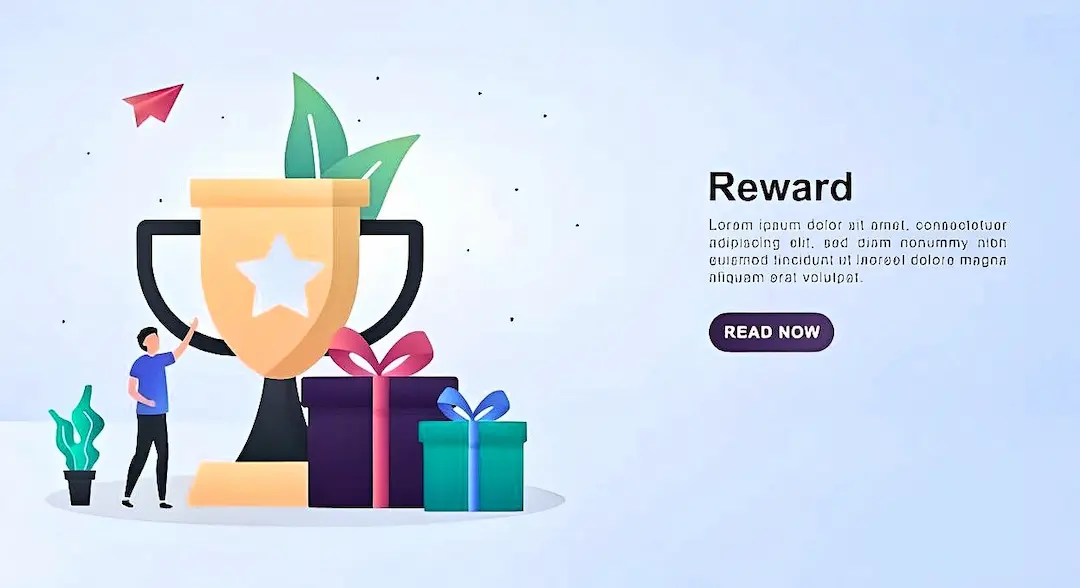 Reward
Lorem ipsum dolor sit amet, consectetuer
adipiscing elit, sed diam nonummy nibh
euismod tincidunt ut laoreet dolore magna
aliquam erat volutpat.
READ NOW